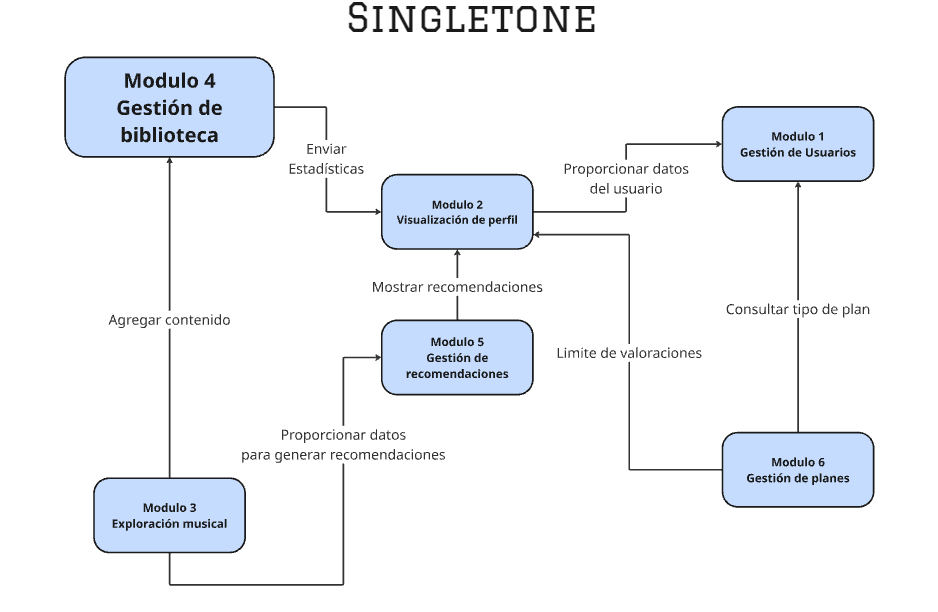 SINGLETONE
Modulo 4
Gestión de
biblioteca
Enviar
Estadísticas
Modulo 2
Visualización de perfil
Proporcionar datos
del usuario
Modulo 1
Gestión de Usuarios
Mostrar recomendaciones
Agregar contenido
Modulo 5
Gestión de
recomendaciones
Limite de valoraciones
Consultar tipo de plan
Proporcionar datos
para generar recomendaciones
Modulo 3
Exploración musical
Modulo 6
Gestión de planes